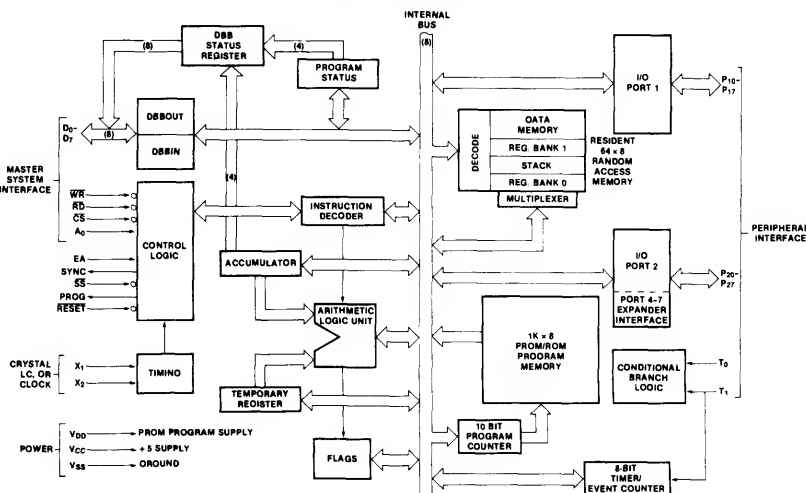 INTERNAL
BUS
(8)
DBB
STATUS
REGISTER
(8)
(4)
PROGRAM
STATUS
I/O
PORT 1
P10–
P17
DBBOUT
DBBIN
D0–
D7
(8)
MASTER
SYSTEM
INTERFACE
DECODE
DATA
MEMORY
REG. BANK 1
STACK
REG. BANK 0
MULTIPLEXER
RESIDENT
64 × 8
RANDOM
ACCESS
MEMORY
(4)
WR
RD
CS
A0
EA
SYNC
SS
PROG
RESET
CONTROL
LOGIC
INSTRUCTION
DECODER
PERIPHERAL
INTERFACE
ACCUMULATOR
I/O
PORT 2
PORT 4-7
EXPANDER
INTERFACE
P20–
P27
ARITHMETIC
LOGIC UNIT
1K × 8
PROM/ROM
PROGRAM
MEMORY
CRYSTAL
LC, OR
CLOCK
X1
X2
TIMINO
TEMPORARY
REGISTER
CONDITIONAL
BRANCH
LOGIC
T0
T1
10 BIT
PROGRAM
COUNTER
POWER
VDD
PROM PROGRAM SUPPLY
VCC
+ 5 SUPPLY
VSS
OROUND
FLAGS
8-BIT
TIMER/
EVENT COUNTER